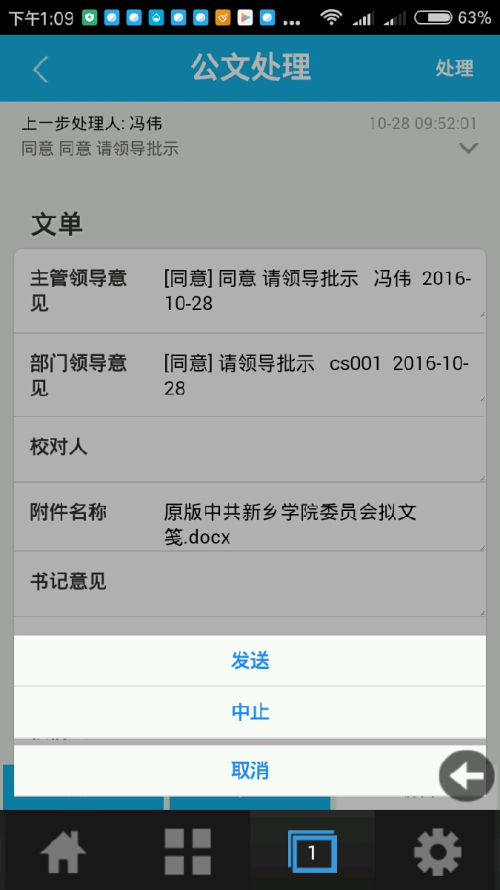 下午1:09 ... 63%
公文处理 处理
上一步处理人: 冯伟 10-28 09:52:01
同意 同意 请领导批示
文单
主管领导意见 [同意] 同意 请领导批示 冯伟 2016-10-28
部门领导意见 [同意] 请领导批示 cs001 2016-10-28
校对人
附件名称 原版中共新乡学院委员会拟文笺.docx
书记意见
发送
中止
取消
1